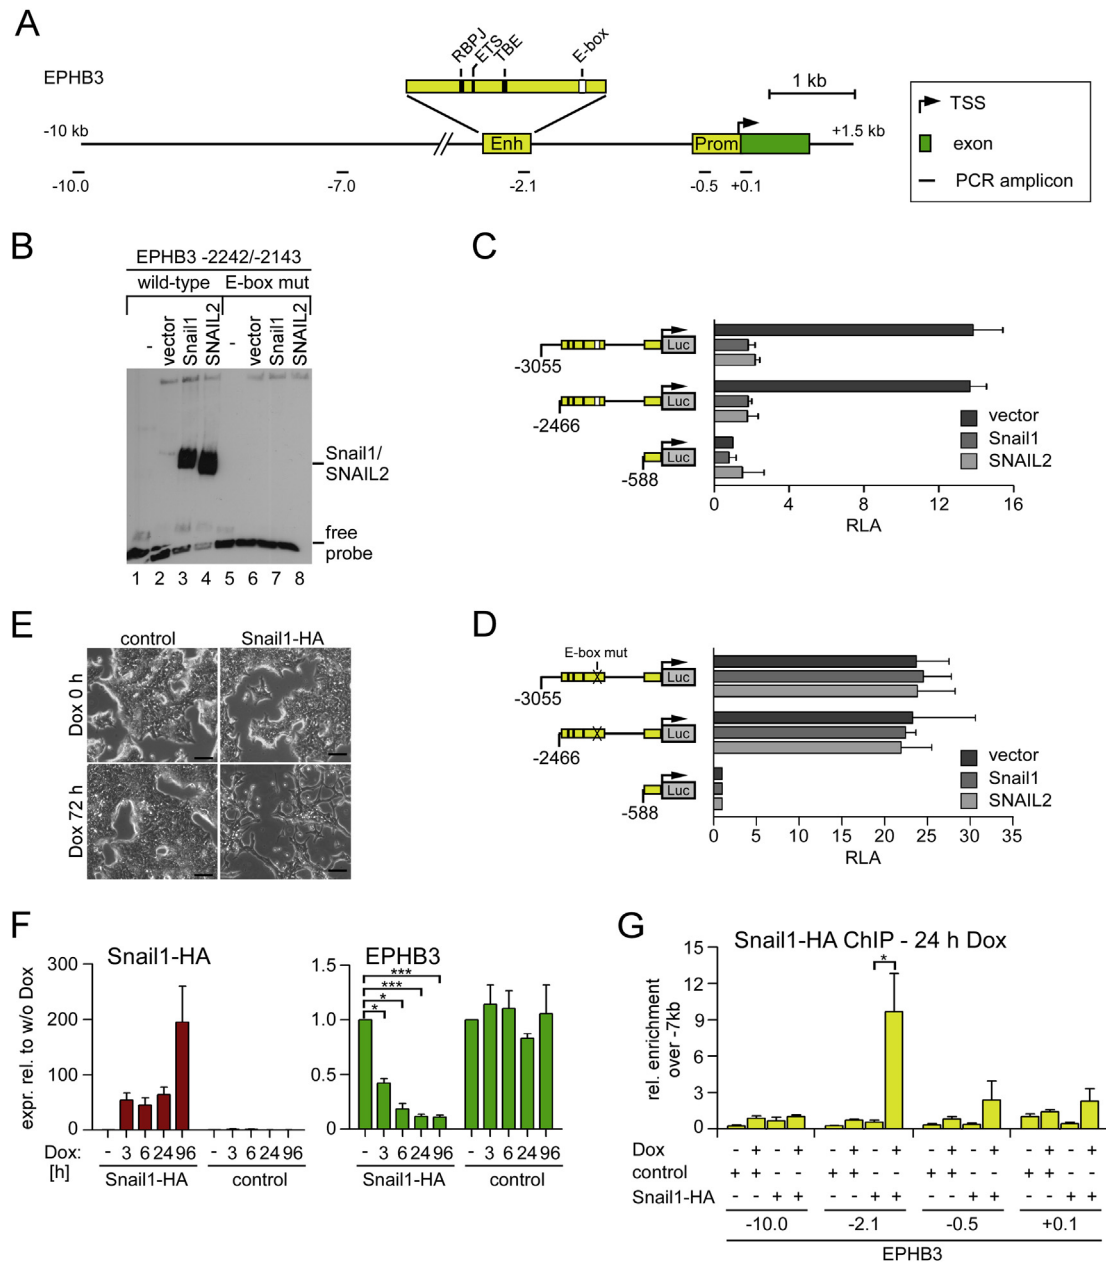 A
EPHB3
RBPJ
ETS
TBE
E-box
1 kb
-10 kb
Enh
Prom
+1.5 kb
-10.0
-7.0
-2.1
-0.5
+0.1
TSS
exon
PCR amplicon
B
EPHB3 -2242/-2143
wild-type E-box mut
- vector Snail1 SNAIL2 - vector Snail1 SNAIL2
Snail1/
SNAIL2
free
probe
1 2 3 4 5 6 7 8
C
-3055
Luc
-2466
Luc
-588
Luc
vector
Snail1
SNAIL2
0 4 8 12 16
RLA
E
control Snail1-HA
Dox 0 h
Dox 72 h
D
E-box mut
-3055
Luc
-2466
Luc
-588
Luc
vector
Snail1
SNAIL2
0 5 10 15 20 25 30 35
RLA
F
Snail1-HA
expr. rel. to w/o Dox
300
200
100
0
Dox:
[h]
- 3 6 24 96 - 3 6 24 96
Snail1-HA control
EPHB3
1.5
1.0
0.5
0
***
***
*
*
- 3 6 24 96 - 3 6 24 96
Snail1-HA control
G
Snail1-HA ChIP - 24 h Dox
rel. enrichment
over -7kb
15
12
9
6
3
0
*
Dox - + - + - + - + - + - + - + - +
control + + - - + + - - + + - - + + - -
Snail1-HA - - + + - - + + - - + + - - + +
-10.0 -2.1 -0.5 +0.1
EPHB3